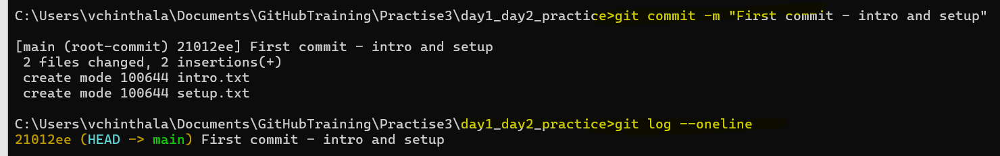 C:\Users\vchinthala\Documents\GitHubTraining\Practise3\day1_day2_practice>git commit -m "First commit - intro and setup"
[main (root-commit) 21012ee] First commit - intro and setup
 2 files changed, 2 insertions(+)
 create mode 100644 intro.txt
 create mode 100644 setup.txt
C:\Users\vchinthala\Documents\GitHubTraining\Practise3\day1_day2_practice>git log --oneline
21012ee (HEAD -> main) First commit - intro and setup